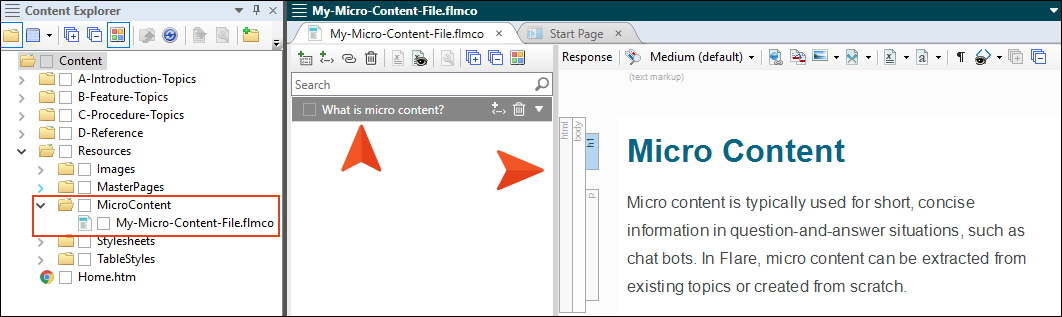 Content Explorer
Content
A-Introduction-Topics
B-Feature-Topics
C-Procedure-Topics
D-Reference
Resources
Images
MasterPages
MicroContent
My-Micro-Content-File.flmco
Stylesheets
TableStyles
Home.htm
My-Micro-Content-File.flmco
My-Micro-Content-File.flmco
Start Page
Search
What is micro content?
Response
Medium (default)
(text markup)
html
body
h1
p
Micro Content
Micro content is typically used for short, concise
information in question-and-answer situations, such as
chat bots. In Flare, micro content can be extracted from
existing topics or created from scratch.